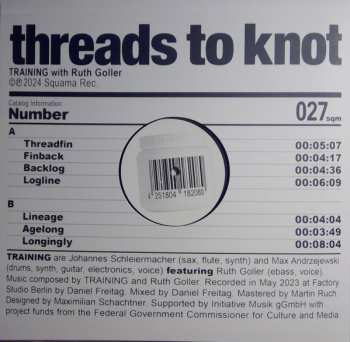 threads to knot
TRAINING with Ruth Goller
©℗ 2024 Squama Rec.
Catalog Information
Number 027 sqm
A
Threadfin 00:05:07
Finback 00:04:17
Backlog 00:04:36
Logline 00:06:09
4 251804 182080
B
Lineage 00:04:04
Agelong 00:03:49
Longingly 00:08:04
TRAINING are Johannes Schleiermacher (sax, flute, synth) and Max Andrzejewski
(drums, synth, guitar, electronics, voice) featuring Ruth Goller (ebass, voice).
Music composed by TRAINING and Ruth Goller. Recorded in May 2023 at Factory
Studio Berlin by Daniel Freitag. Mixed by Daniel Freitag. Mastered by Martin Ruch.
Designed by Maximilian Schachtner. Supported by Initiative Musik gGmbH with
project funds from the Federal Government Commissioner for Culture and Media